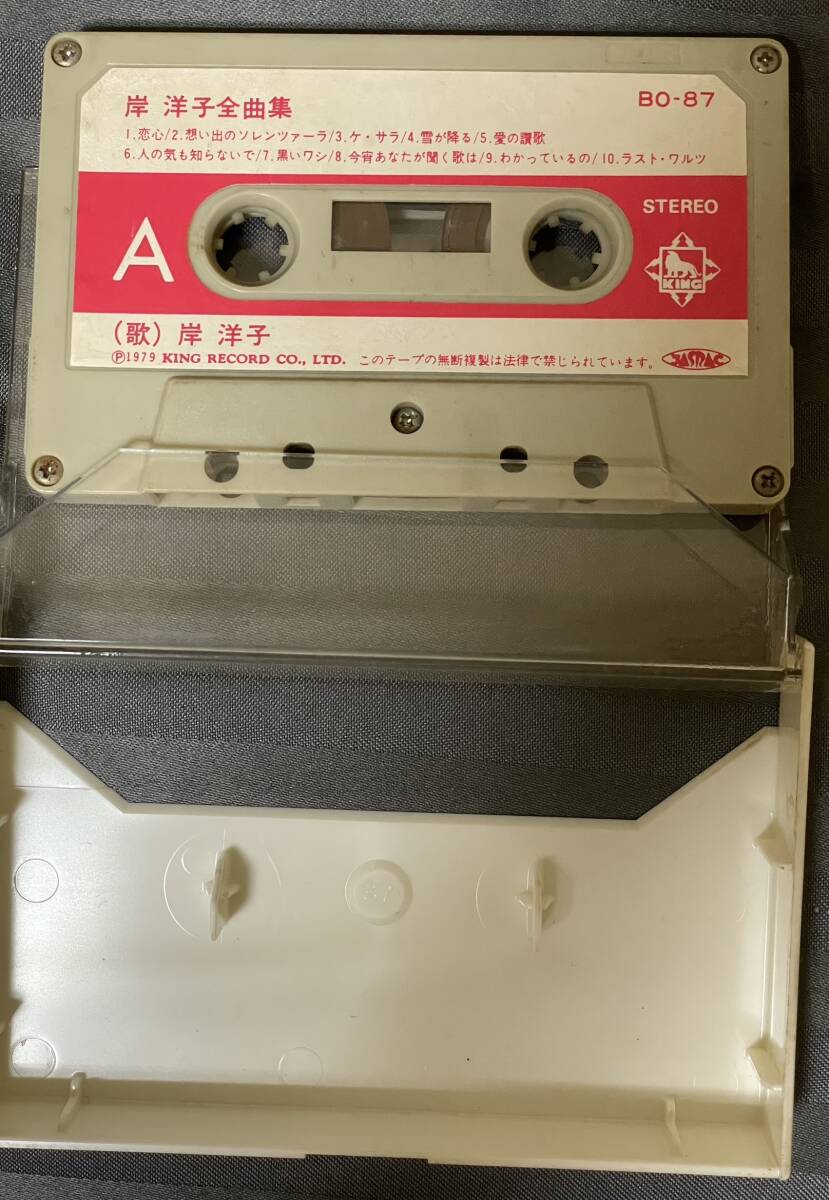 岸 洋子全曲集
BO-87
1.恋心/2.想い出のソレンツァーラ/3.ケ・サラ/4.雪が降る/5.愛の讃歌
6.人の気も知らないで/7.黒いワシ/8.今宵あなたが聞く歌は/9.わかっているの/10.ラスト・ワルツ
A
STEREO
KING
(歌) 岸 洋子
Ⓟ1979 KING RECORD CO., LTD. このテープの無断複製は法律で禁じられています。
JASRAC